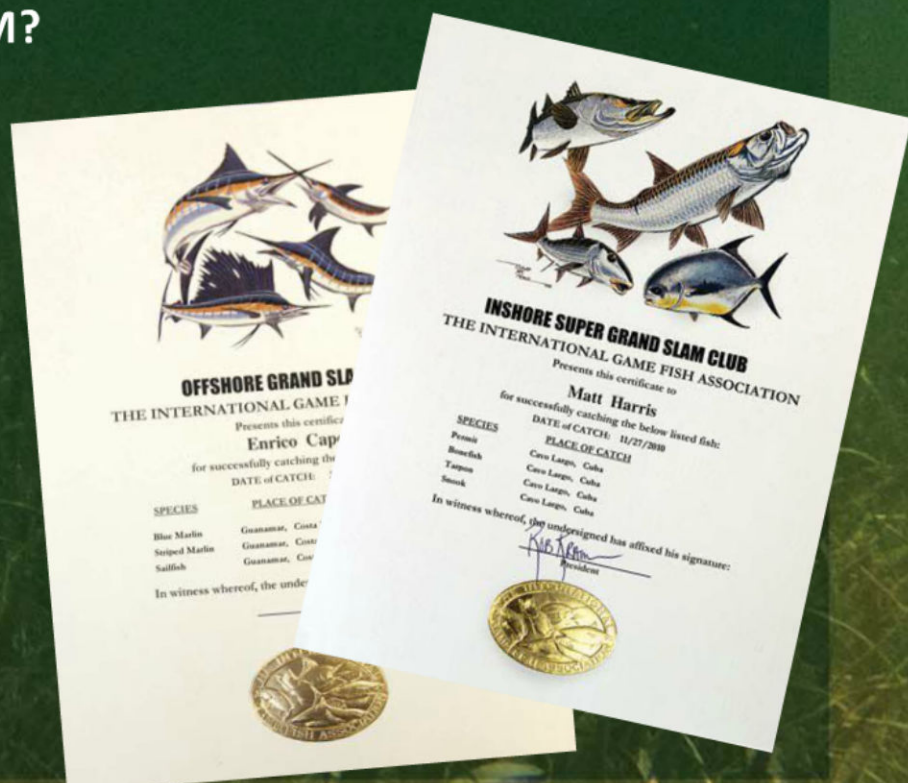 M?
OFFSHORE GRAND SLA
THE INTERNATIONAL GAME
Presents this certifica
Enrico Cap
for successfully catching the
DATE of CATCH:
SPECIES
PLACE OF CAT
Blue Marlin Guanamar, Costa
Striped Marlin Guanamar, Costa
Sailfish Guanamar, Cos
In witness whereof, the unde
INSHORE SUPER GRAND SLAM CLUB
THE INTERNATIONAL GAME FISH ASSOCIATION
Presents this certificate to
Matt Harris
for successfully catching the below listed fish:
DATE of CATCH: 11/27/2010
SPECIES
PLACE OF CATCH
Permit Cayo Largo, Cuba
Bonefish Cayo Largo, Cuba
Tarpon Cayo Largo, Cuba
Snook Cayo Largo, Cuba
In witness whereof, the undersigned has affixed his signature:
President